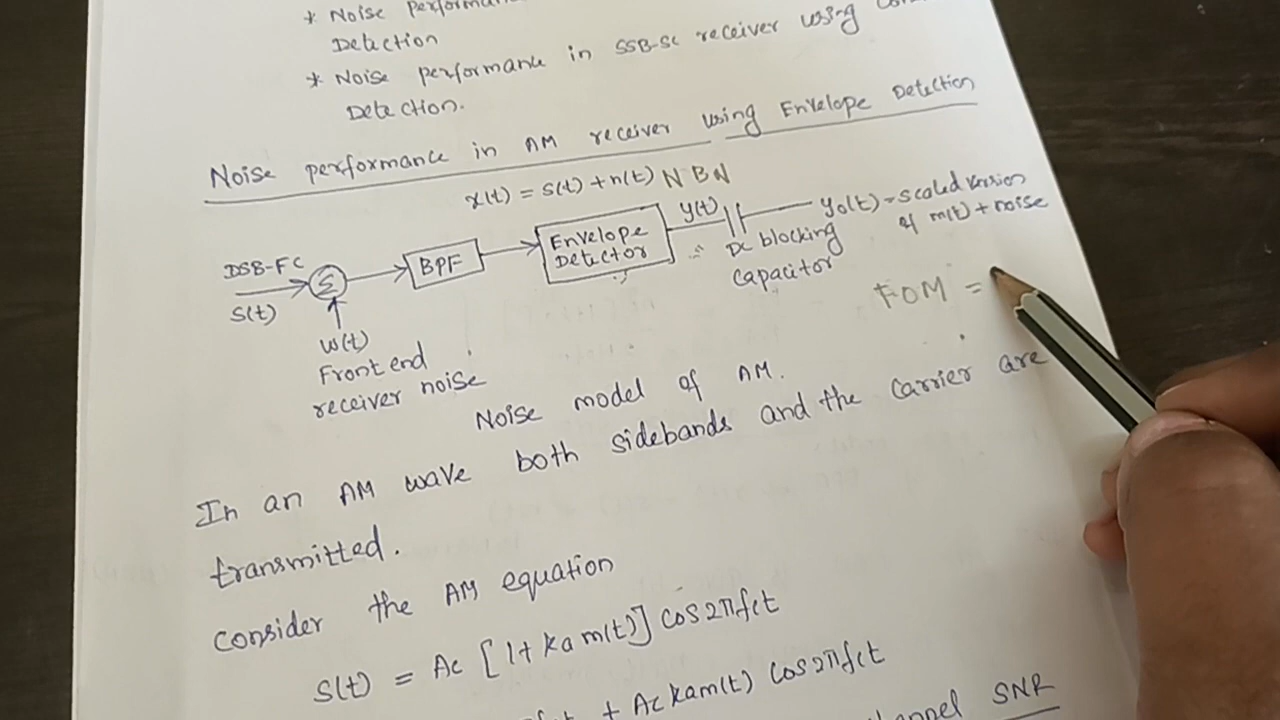 * Noise
Detection
* Noise performance in SSB-SC receiver using
Detection.
Noise performance in AM receiver using Envelope Detection
x(t) = s(t) + n(t) NBN
DSB-FC
s(t)
Σ
BPF
Envelope
Detector
y(t)
DC blocking
capacitor
y0(t) = scaled version
of m(t) + noise
w(t)
Front end
receiver noise
FOM =
Noise model of AM.
In an AM wave both sidebands and the carrier are
transmitted.
consider the AM equation
s(t) = Ac [1 + ka m(t)] cos 2πfct
+ Ac ka m(t) cos 2πfct
SNR